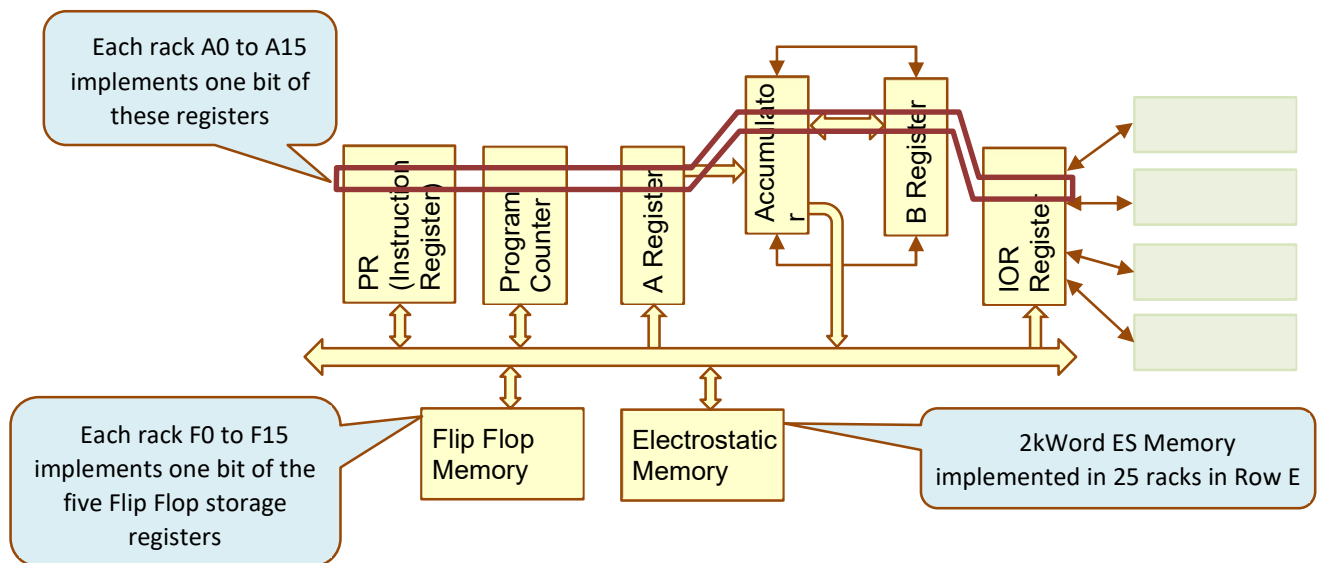 Each rack A0 to A15
implements one bit of
these registers
PR
(Instruction
Register)
Program
Counter
A Register
Accumulato
r
B Register
IOR
Register
Each rack F0 to F15
implements one bit of the
five Flip Flop storage
registers
Flip Flop
Memory
Electrostatic
Memory
2kWord ES Memory
implemented in 25 racks in Row E